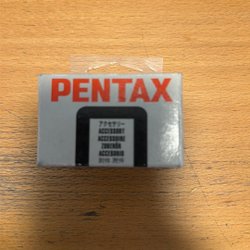 PENTAX
アクセサリー
ACCESSORY
ACCESSOIRE
ZUBEHÖR
ACCESORIO